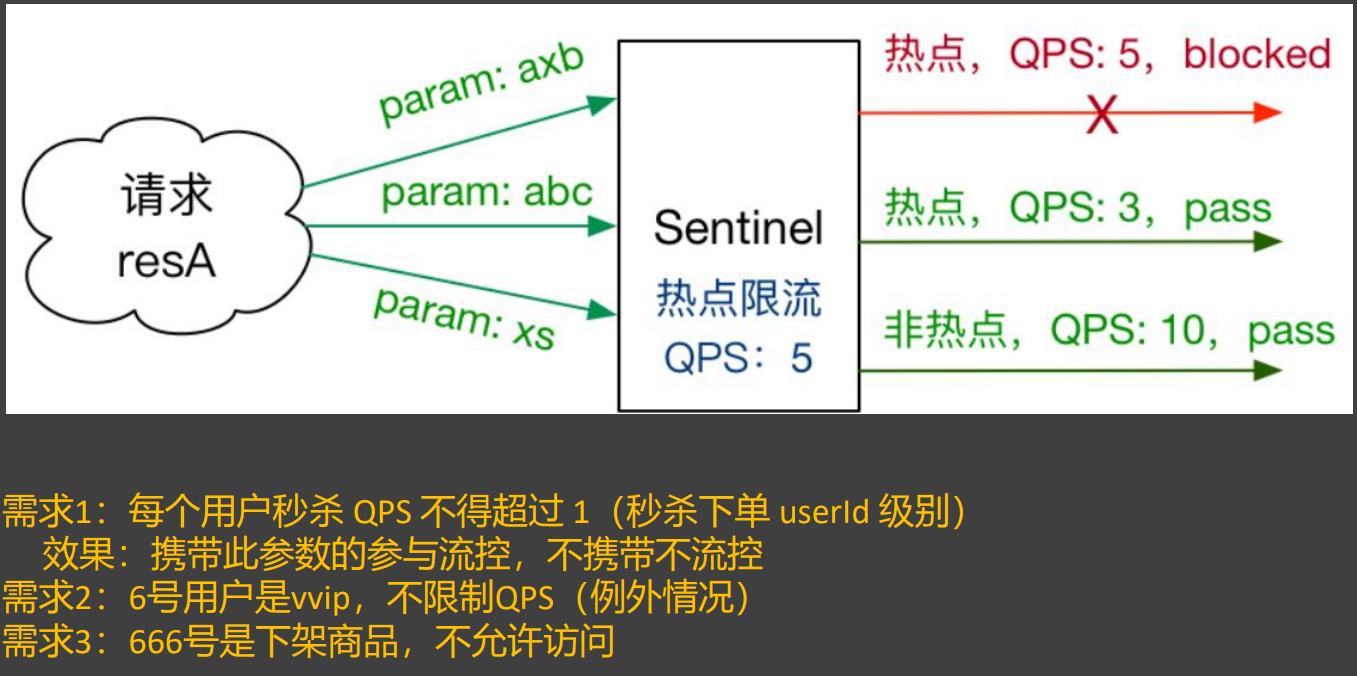 请求
resA
param: axb
param: abc
param: xs
Sentinel
热点限流
QPS：5
热点，QPS: 5，blocked
X
热点，QPS: 3，pass
非热点，QPS: 10，pass
需求1：每个用户秒杀 QPS 不得超过 1（秒杀下单 userId 级别）
效果：携带此参数的参与流控，不携带不流控
需求2：6号用户是vvip，不限制QPS（例外情况）
需求3：666号是下架商品，不允许访问